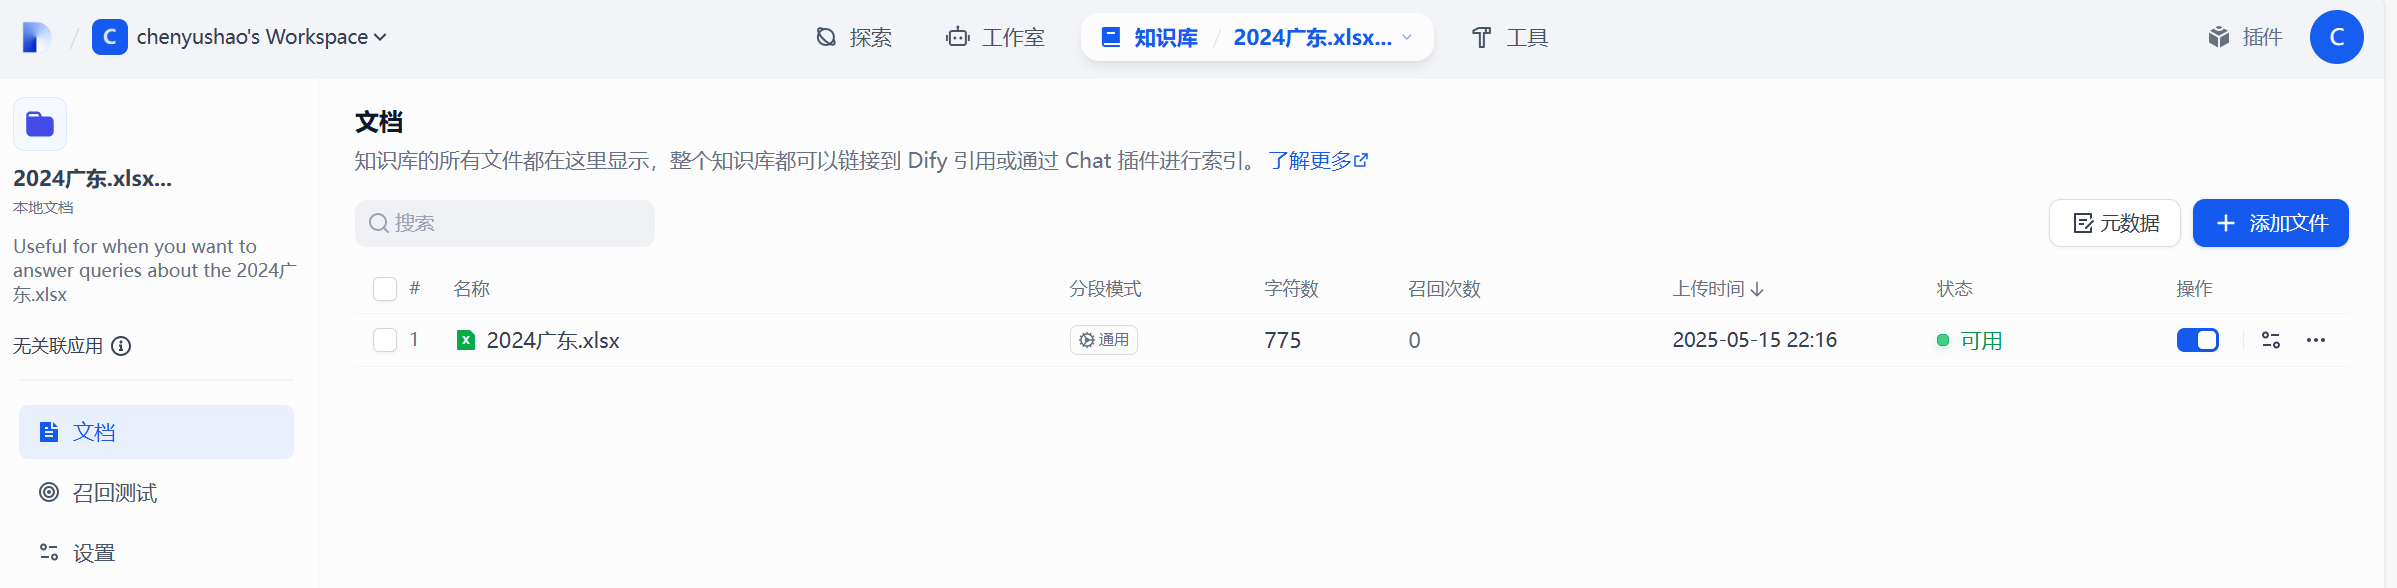 C chenyushao's Workspace
探索
工作室
知识库 / 2024广东.xlsx...
工具
插件
C
2024广东.xlsx...
本地文档
Useful for when you want to
answer queries about the 2024广
东.xlsx
无关联应用
文档
召回测试
设置
文档
知识库的所有文件都在这里显示，整个知识库都可以链接到 Dify 引用或通过 Chat 插件进行索引。 了解更多
搜索
元数据
+ 添加文件
# 名称 分段模式 字符数 召回次数 上传时间↓ 状态 操作
1 2024广东.xlsx 通用 775 0 2025-05-15 22:16 可用